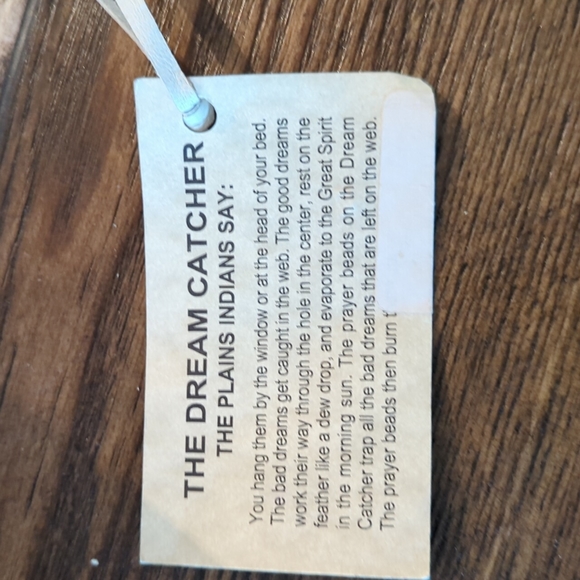 THE DREAM CATCHER
THE PLAINS INDIANS SAY:
You hang them by the window or at the head of your bed.
The bad dreams get caught in the web. The good dreams
work their way through the hole in the center, rest on the
feather like a dew drop, and evaporate to the Great Spirit
in the morning sun. The prayer beads on the Dream
Catcher trap all the bad dreams that are left on the web.
The prayer beads then burn